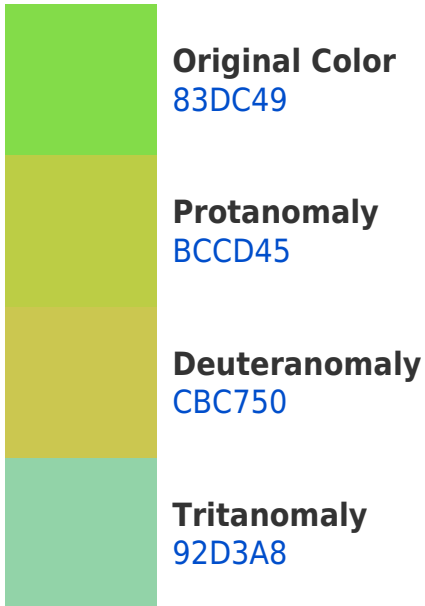 Original Color
83DC49
Protanomaly
BCCD45
Deuteranomaly
CBC750
Tritanomaly
92D3A8